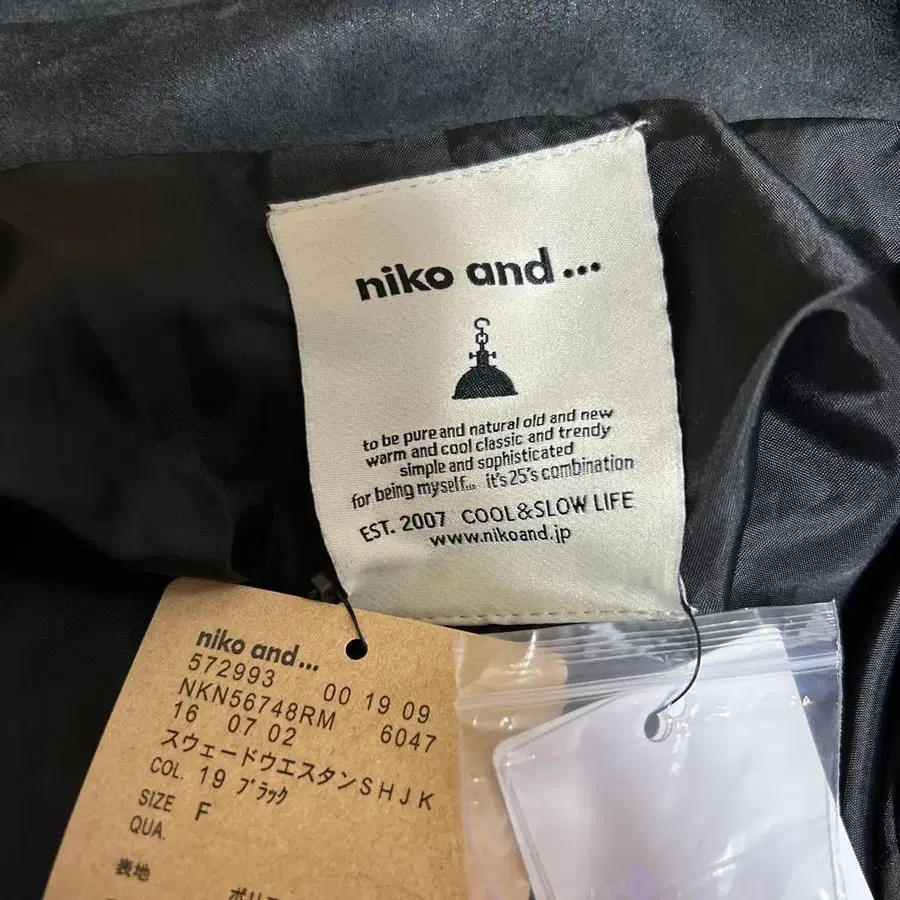 niko and...
to be pure and natural old and new
warm and cool classic and trendy
simple and sophisticated
for being myself... it's 25's combination
EST. 2007 COOL&SLOW LIFE
www.nikoand.jp
niko and...
572993 00 19 09
NKN56748RM 6047
16 07 02
スウェードウエスタンSHJK
COL. 19 ブラック
SIZE F
QUA.
表地 ポリエ